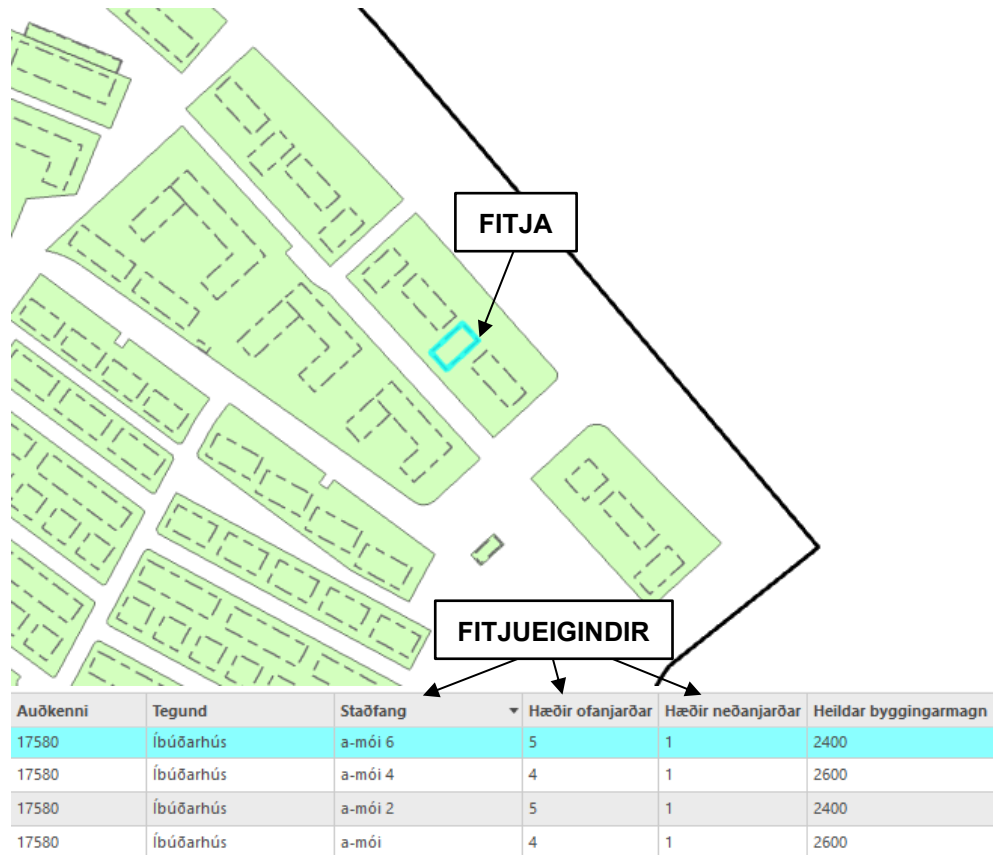 FITJA
FITJUEIGINDIR
Auðkenni Tegund Staðfang Hæðir ofanjarðar Hæðir neðanjarðar Heildar byggingarmagn
17580 Íbúðarhús a-mói 6 5 1 2400
17580 Íbúðarhús a-mói 4 4 1 2600
17580 Íbúðarhús a-mói 2 5 1 2400
17580 Íbúðarhús a-mói 4 1 2600